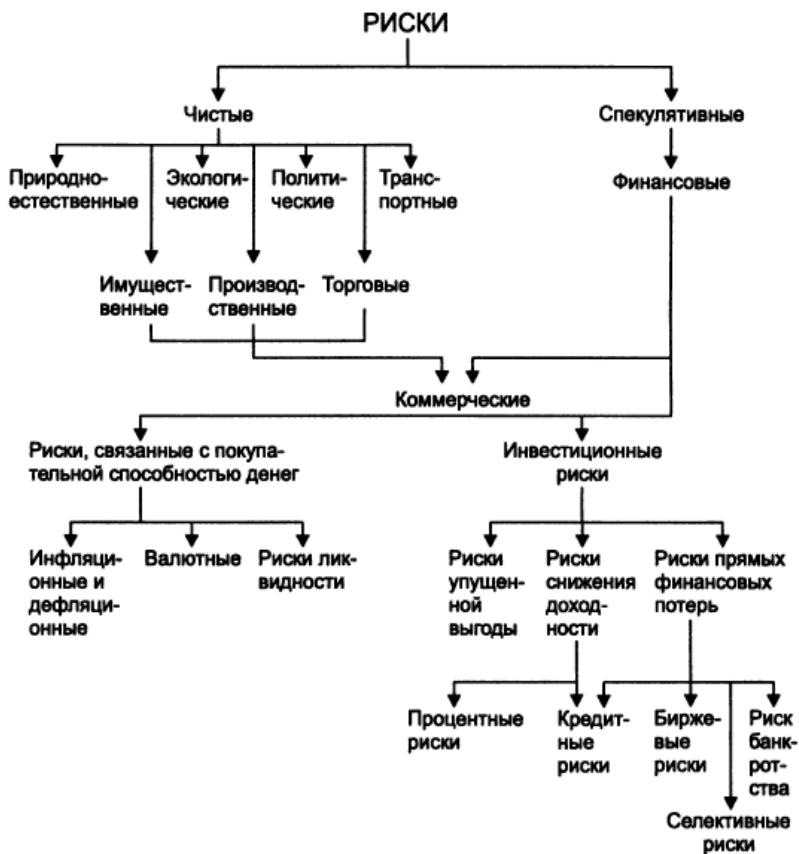 РИСКИ
Чистые
Спекулятивные
Природно-
естественные
Экологи-
ческие
Полити-
ческие
Транс-
портные
Финансовые
Имущест-
венные
Производ-
ственные
Торговые
Коммерческие
Риски, связанные с покупа-
тельной способностью денег
Инвестиционные
риски
Инфляци-
онные и
дефляци-
онные
Валютные
Риски лик-
видности
Риски
упущен-
ной
выгоды
Риски
снижения
доход-
ности
Риски прямых
финансовых
потерь
Процентные
риски
Кредит-
ные
риски
Бирже-
вые
риски
Риск
банк-
рот-
ства
Селективные
риски